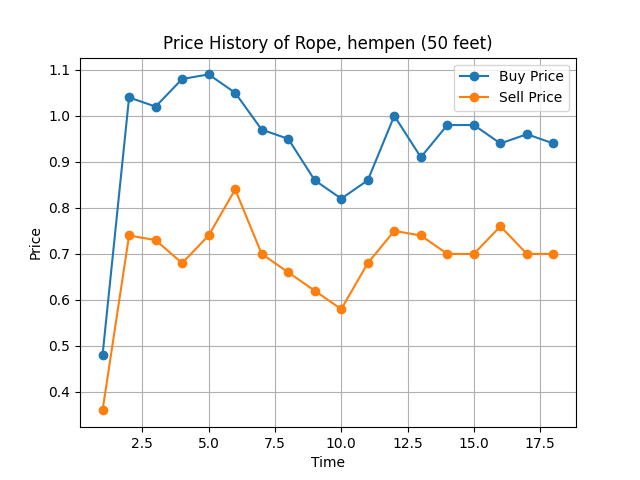 Price History of Rope, hempen (50 feet)
Buy Price
Sell Price
1.1
1.0
0.9
0.8
0.7
0.6
0.5
0.4
Price
2.5 5.0 7.5 10.0 12.5 15.0 17.5
Time